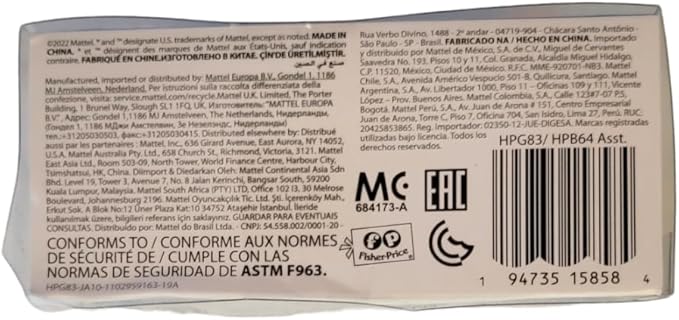 ©2022 Mattel. ® and ™ designate U.S. trademarks of Mattel, except as noted. MADE IN
CHINA. ® et ™ désignent des marques de Mattel aux États-Unis, sauf indication
contraire. FABRIQUÉ EN CHINE.ИЗГОТОВЛЕНО В КИТАЕ. ÇİN'DE ÜRETİLMİŞTİR.
صنع في الصين
Manufactured, imported or distributed by: Mattel Europa B.V., Gondel 1, 1186
MJ Amstelveen, Nederland. Per istruzioni sulla raccolta differenziata della
confezione, visitare: service.mattel.com/recycle.Mattel U.K. Limited, The Porter
Building, 1 Brunel Way, Slough SL1 1FQ, UK. Изготовитель: "MATTEL EUROPA
B.V", Адрес: Gondel 1, 1186 MJ Amstelveen, The Netherlands, Нидерланды,
(Гондел 1, 1186 МДжи Амстелвéн, Зе Недерландс, Нидерланды)
+31205030503, факс +31205030415. Distributed elsewhere by: Distribué
aussi par les partenaires : Mattel, Inc., 636 Girard Avenue, East Aurora, NY 14052,
U.S.A. Mattel Australia Pty. Ltd., 658 Church St., Richmond, Victoria, 3121. Mattel
East Asia Ltd., Room 503-09, North Tower, World Finance Centre, Harbour City,
Tsimshatsui, HK, China. Diimport & Diedarkan Oleh: Mattel Continental Asia Sdn
Bhd. Level 19, Tower 3, Avenue 7, No. 8 Jalan Kerinchi, Bangsar South, 59200
Kuala Lumpur, Malaysia. Mattel South Africa (PTY) LTD, Office 102 I3, 30 Melrose
Boulevard, Johannesburg 2196. Mattel Oyuncakçılık Tic. Ltd. Şti. İçerenköy Mah.,
Erkut Sok. A Blok No:12 Üner Plaza Kat:10 34752 Ataşehir İstanbul. İleride
kullanılmak üzere, bilgileri referans için saklayınız. GUARDAR PARA EVENTUAIS
CONSULTAS. Distribuído por: Mattel do Brasil Ltda. - CNPJ: 54.558.002/0001-20 -
CONFORMS TO / CONFORME AUX NORMES
DE SÉCURITÉ DE/ CUMPLE CON LAS
NORMAS DE SEGURIDAD DE ASTM F963.
HPG83-JA10-1102959163-19A
Rua Verbo Divino, 1488 - 2º andar - 04719-904 - Chácara Santo Antônio -
São Paulo - SP - Brasil. FABRICADO NA / HECHO EN CHINA. Importado y
distribuido por: Mattel de México, S.A. de C.V., Miguel de Cervantes
Saavedra No. 193, Pisos 10 y 11, Col. Granada, Alcaldía Miguel Hidalgo,
C.P. 11520, México, Ciudad de México. R.F.C. MME-920701-NB3. Mattel
Chile, S.A., Avenida América Vespucio 501-B, Quilicura, Santiago. Mattel
Argentina, S.A., Av. Libertador 1000, Piso 11 – Oficinas 109 y 111, Vicente
López – Prov. Buenos Aires. Mattel Colombia, S.A., Calle 123#7-07 P.5,
Bogotá. Mattel Perú, S.A., Av. Juan de Arona # 151, Centro Empresarial
Juan de Arona, Torre C, Piso 7, Oficina 704, San Isidro, Lima 27, Perú. RUC
20425853865. Reg. Importador: 02350-12-JUE-DIGESA. Marcas registradas
utilizadas bajo licencia. Todos
los derechos reservados.
HPG83/ HPB64 Asst.
MC
684173-A
EAC
Fisher-Price
1 94735 15858 4